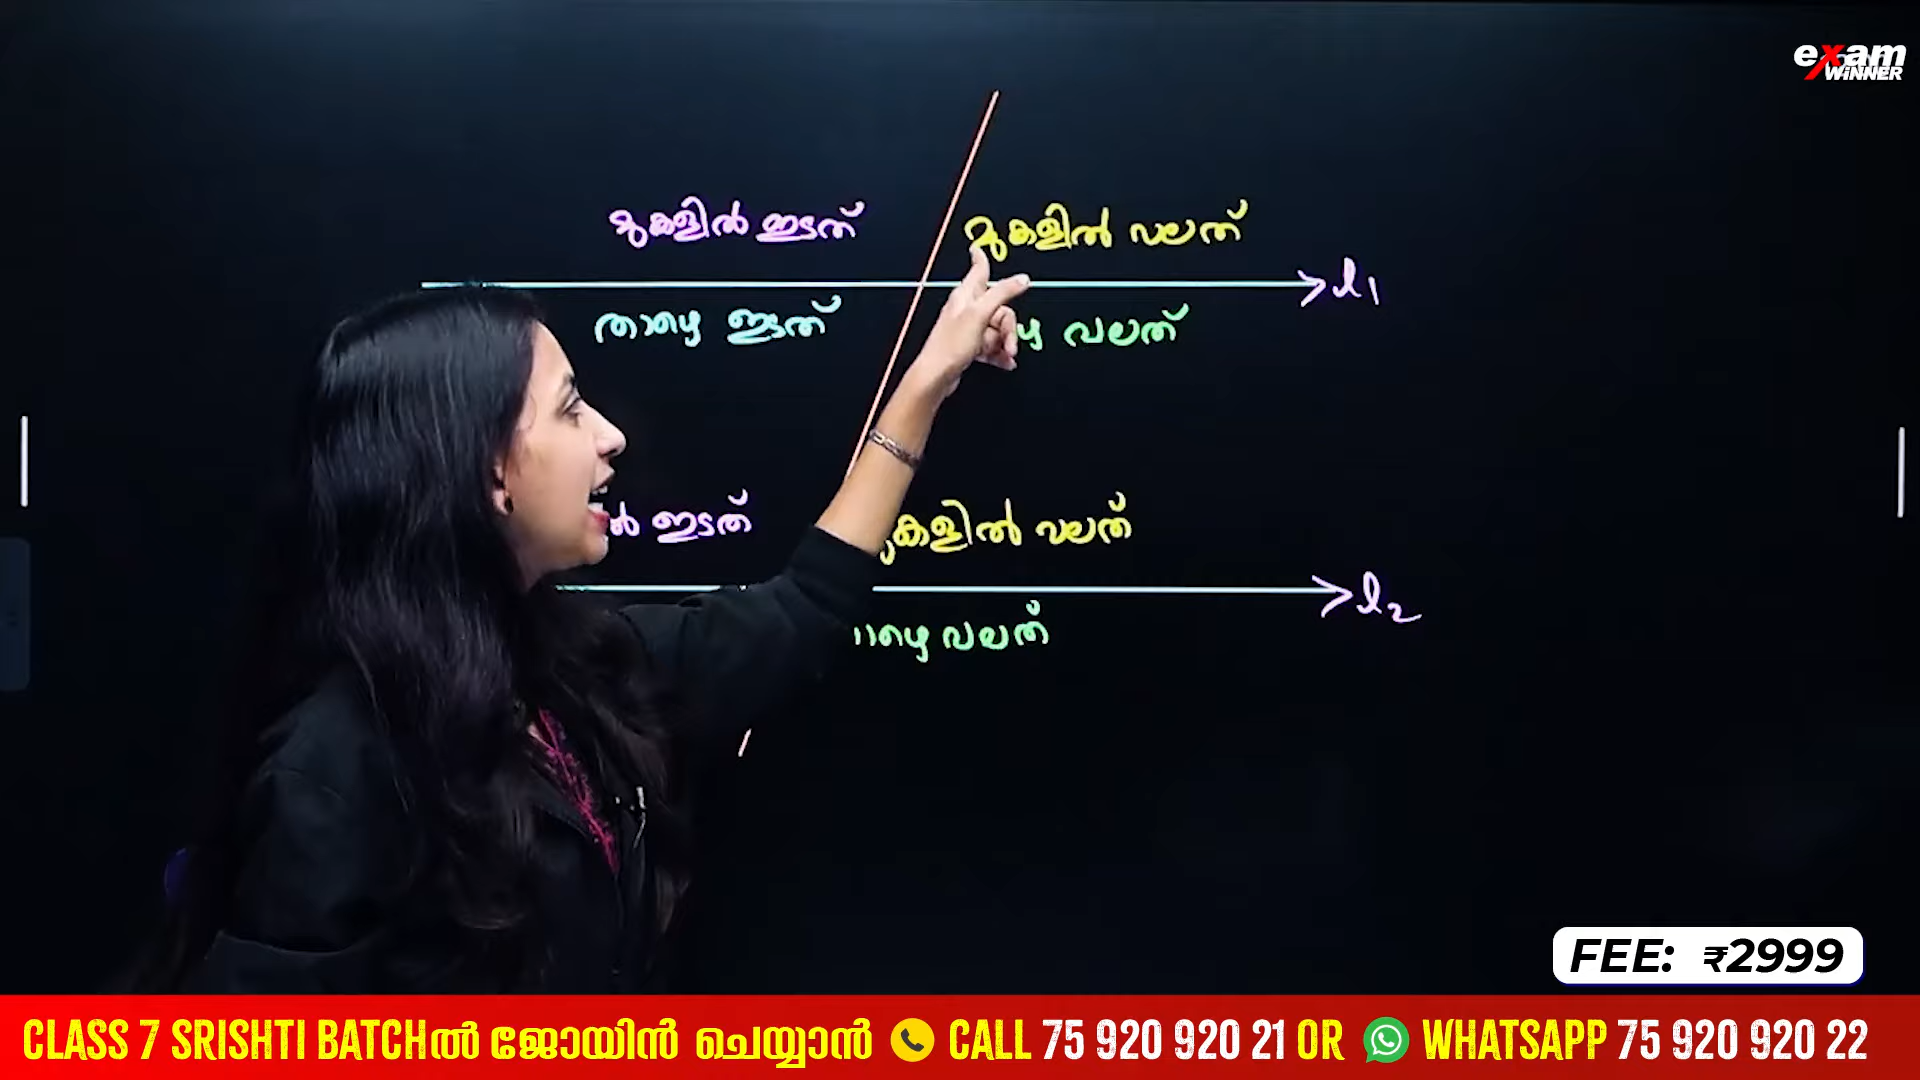 exam
WINNER
മുകളിൽ ഇടത് മുകളിൽ വലത്
l1
താഴെ ഇടത് വലത്
ഇടത് വലത്
l2
വലത്
FEE: ₹2999
CLASS 7 SRISHTI BATCHൽ ജോയിൻ ചെയ്യാൻ CALL 75 920 920 21 OR WHATSAPP 75 920 920 22